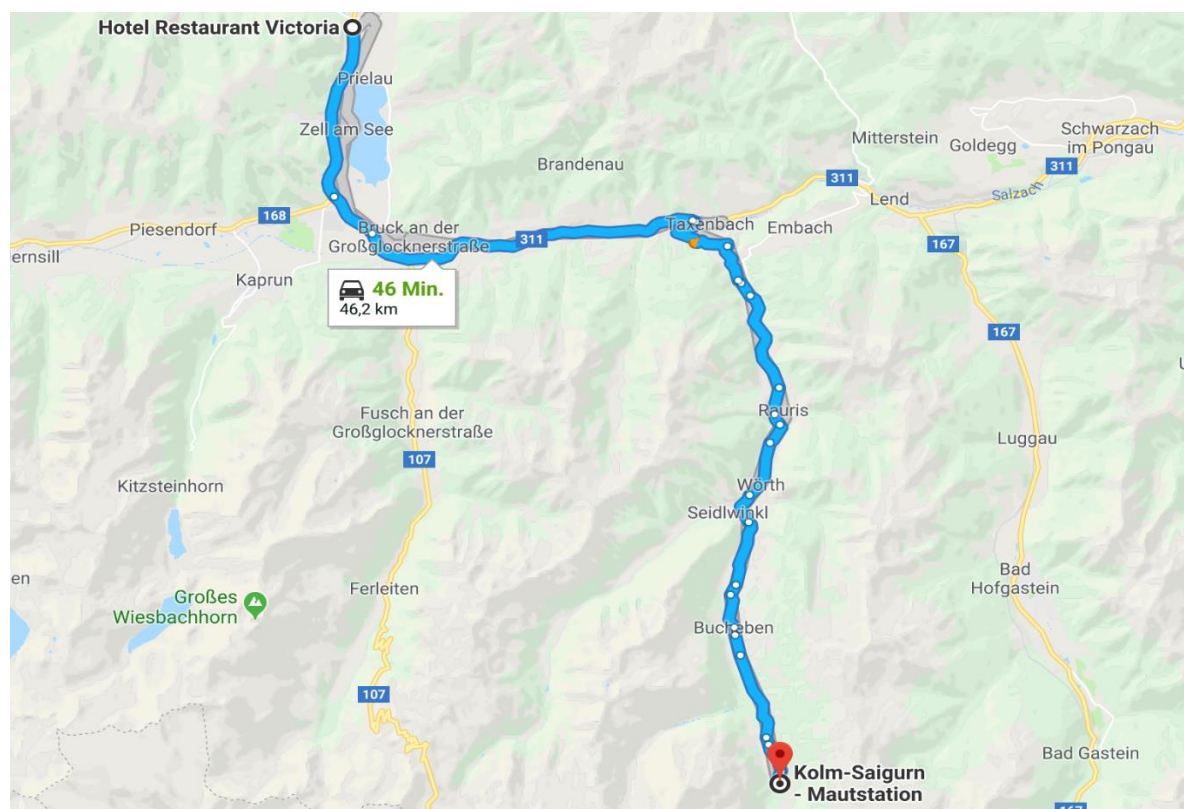 Hotel Restaurant Victoria
Prielau
Zell am See
Mitterstein
Goldegg
Schwarzach
im Pongau
Brandenau
311
311
Salzach
Lend
168
Piesendorf
Bruck an der
Großglocknerstraße
311
Taxenbach
Embach
167
ernsill
Kaprun
46 Min.
46,2 km
167
U
Fusch an der
Großglocknerstraße
Rauris
Luggau
107
Kitzsteinhorn
Wörth
Seidlwinkl
en
Ferleiten
Bad
Hofgastein
Großes
Wiesbachhorn
Bucheben
107
Bad Gastein
Kolm-Saigurn
- Mautstation
167